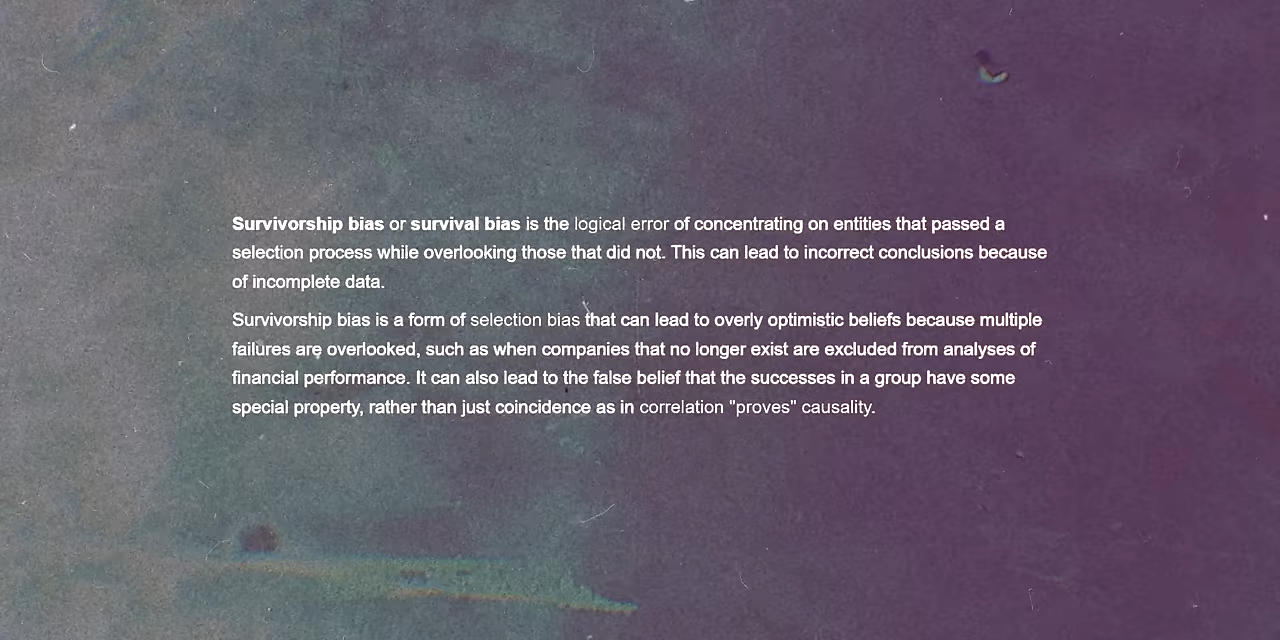 Survivorship bias or survival bias is the logical error of concentrating on entities that passed a
selection process while overlooking those that did not. This can lead to incorrect conclusions because
of incomplete data.
Survivorship bias is a form of selection bias that can lead to overly optimistic beliefs because multiple
failures are overlooked, such as when companies that no longer exist are excluded from analyses of
financial performance. It can also lead to the false belief that the successes in a group have some
special property, rather than just coincidence as in correlation "proves" causality.